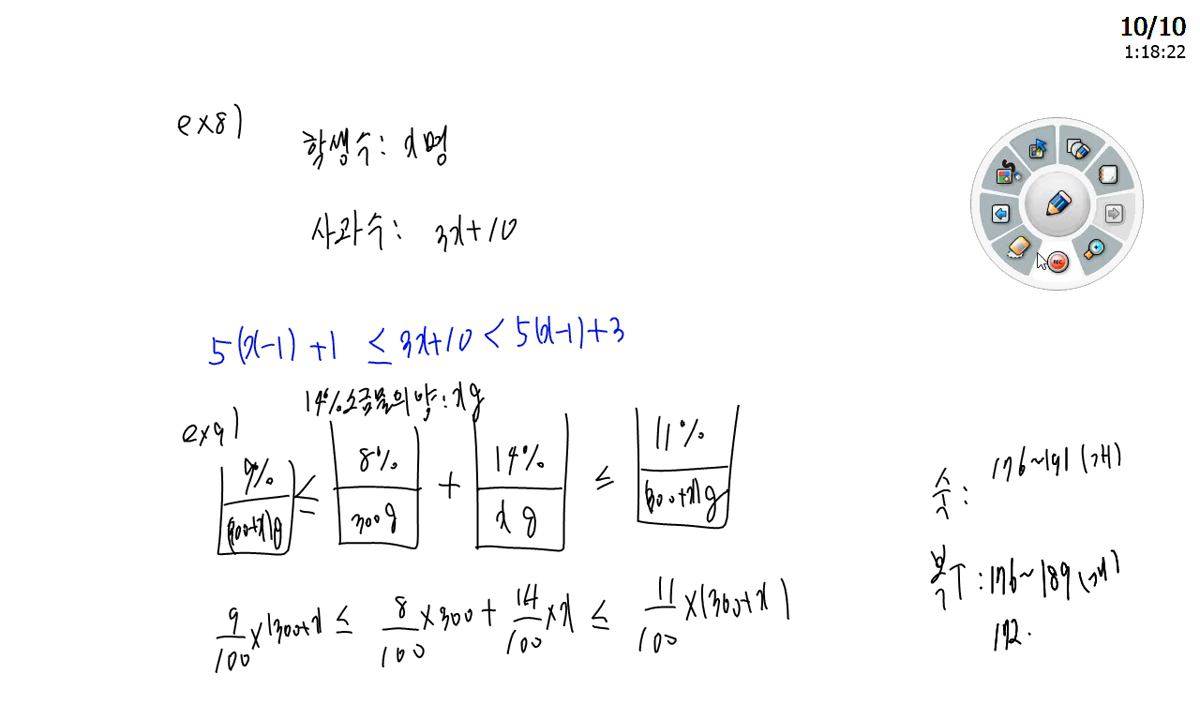 10/10
1:18:22
ex8)
학생수: x명
사과수: 3x+10
5(x-1)+1 ≤ 3x+10 < 5(x-1)+3
14% 소금물의 양: xg
ex9)
9% ≤ 8% + 14% ≤ 11%
(300+x)g 300g xg (300+x)g
9/100 × (300+x ≤ 8/100 × 300 + 14/100 × x ≤ 11/100 × (300+x)
수: 176~191 (개)
176~189 (개)
172.
REC